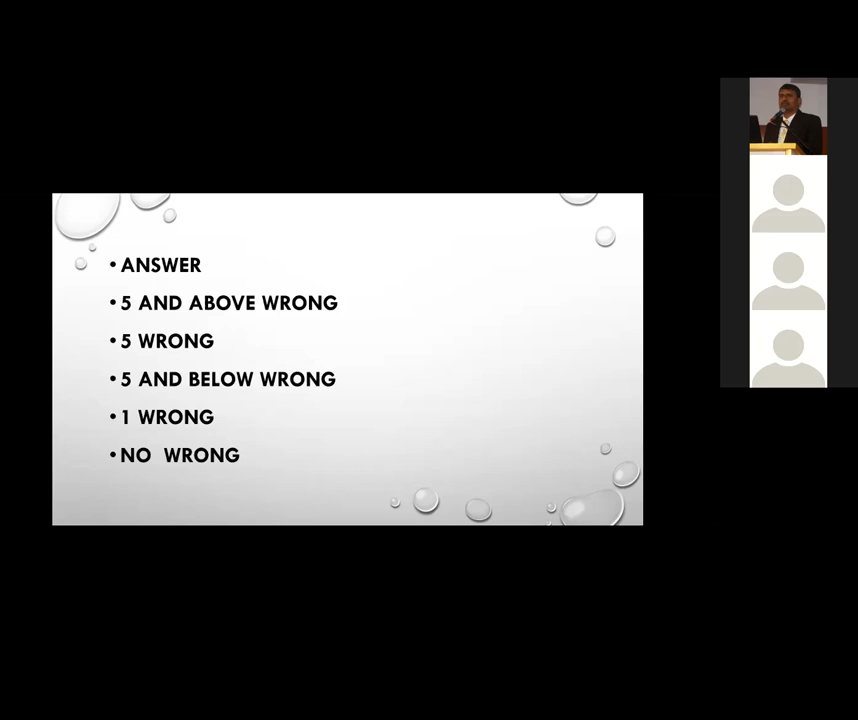 • ANSWER
• 5 AND ABOVE WRONG
• 5 WRONG
• 5 AND BELOW WRONG
• 1 WRONG
• NO  WRONG